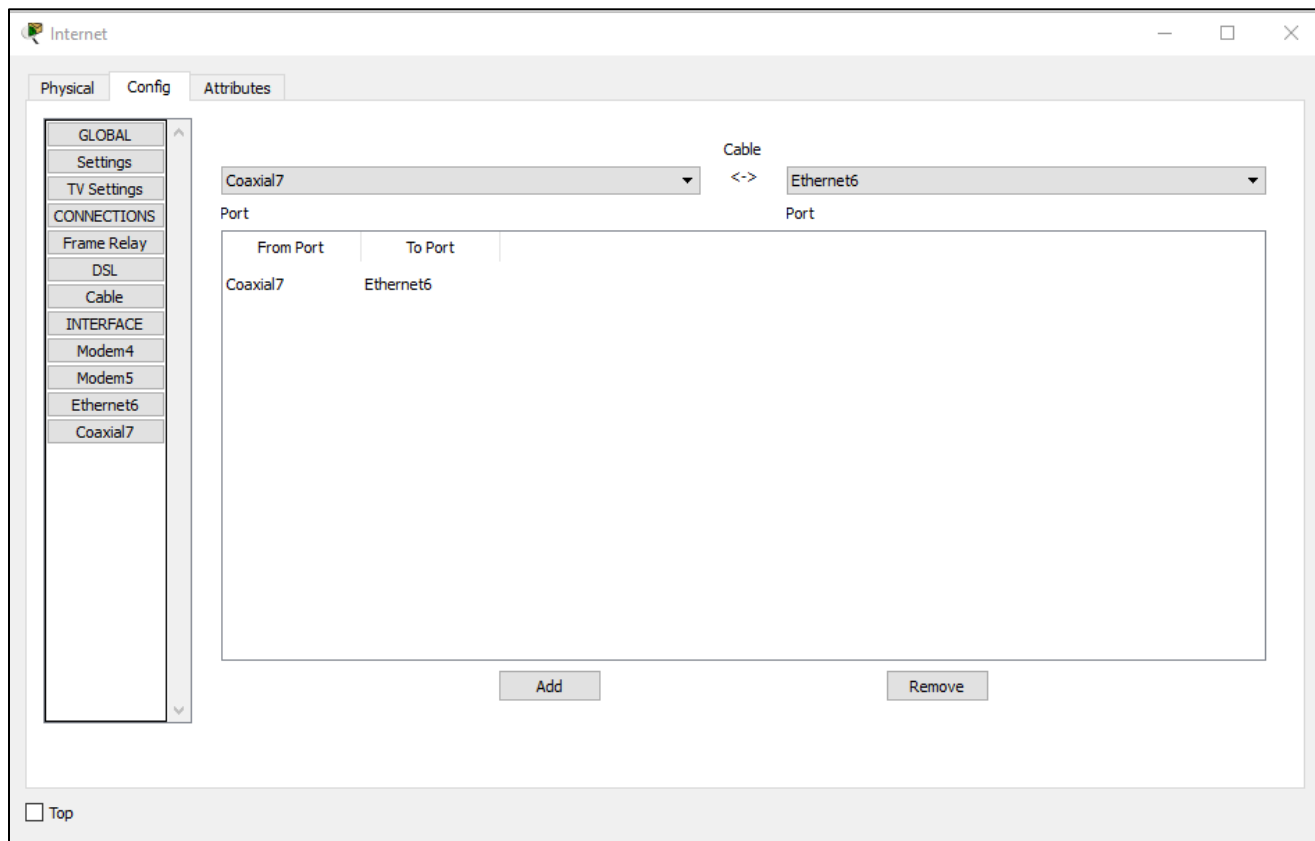 Internet
Physical Config Attributes
GLOBAL
Settings
TV Settings
CONNECTIONS
Frame Relay
DSL
Cable
INTERFACE
Modem4
Modem5
Ethernet6
Coaxial7
Cable
Coaxial7 <-> Ethernet6
Port Port
From Port To Port
Coaxial7 Ethernet6
Add Remove
Top